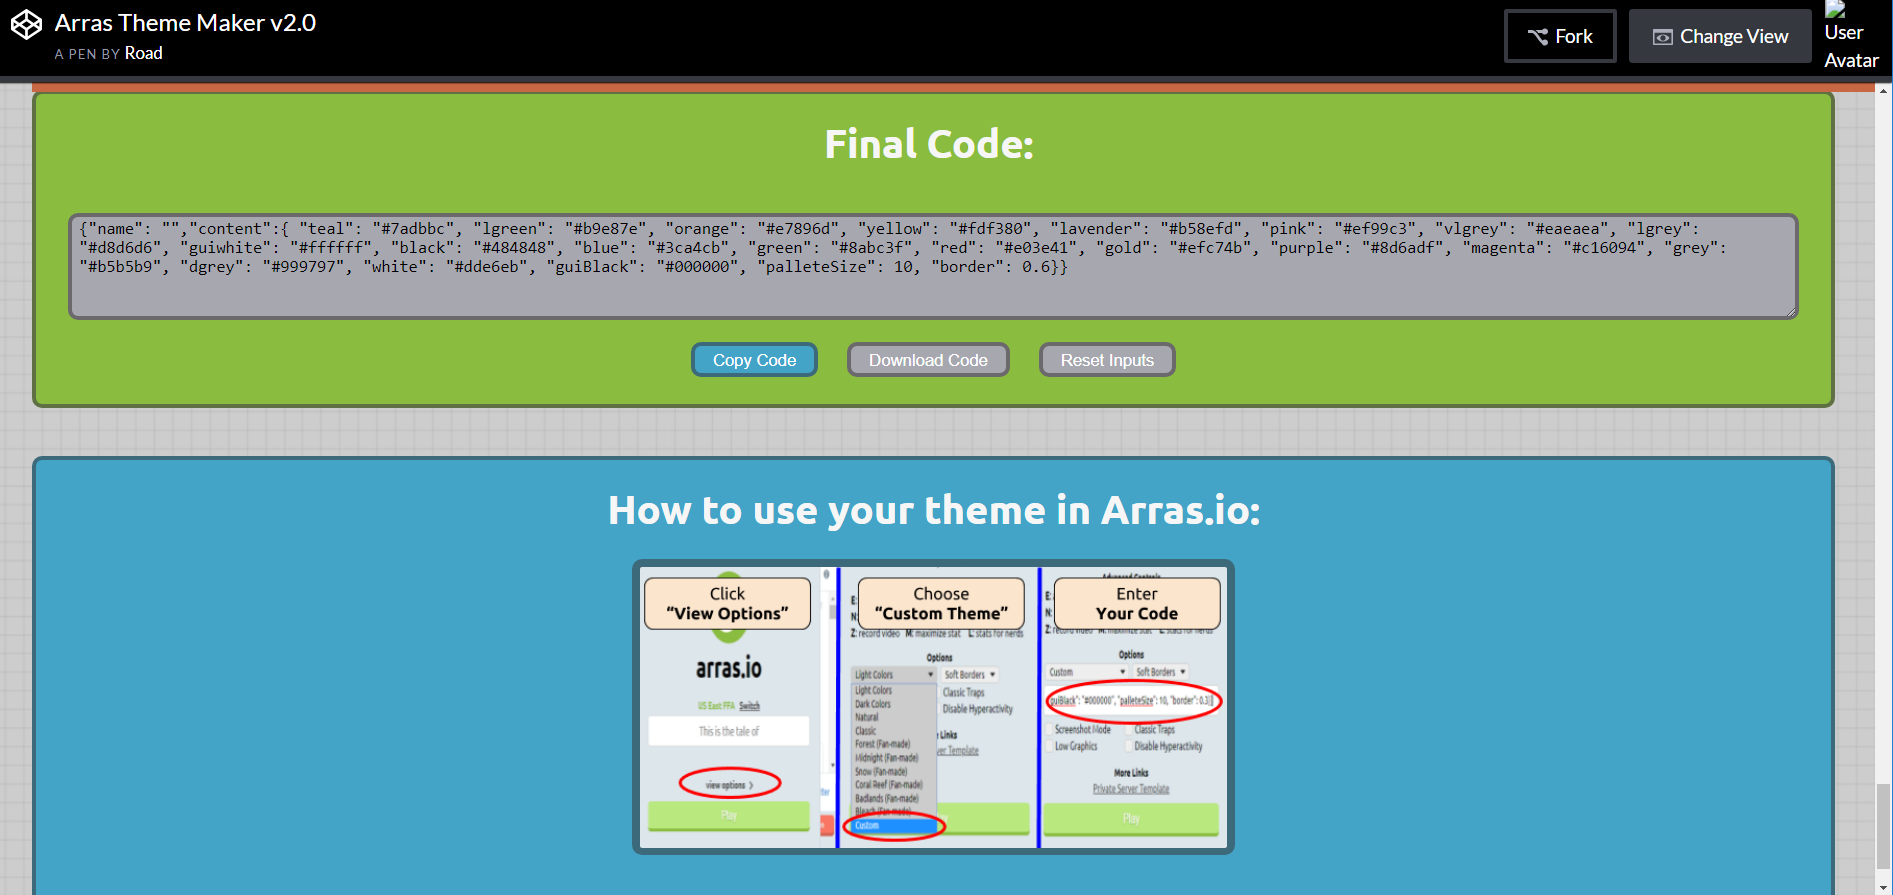 Arras Theme Maker v2.0
A PEN BY Road
Fork
Change View
User
Avatar
Final Code:
{"name": "","content":{ "teal": "#7adbbc", "lgreen": "#b9e87e", "orange": "#e7896d", "yellow": "#fdf380", "lavender": "#b58efd", "pink": "#ef99c3", "vlgrey": "#eaeaea", "lgrey":
"#d8d6d6", "guiwhite": "#ffffff", "black": "#484848", "blue": "#3ca4cb", "green": "#8abc3f", "red": "#e03e41", "gold": "#efc74b", "purple": "#8d6adf", "magenta": "#c16094", "grey":
"#b5b5b9", "dgrey": "#999797", "white": "#dde6eb", "guiBlack": "#000000", "palleteSize": 10, "border": 0.6}}
Copy Code
Download Code
Reset Inputs
How to use your theme in Arras.io:
Click
“View Options”
arras.io
US East FFA Switch
This is the tale of
view options
Play
Choose
“Custom Theme”
Z: record video M: maximize stat L: stats for nerds
Options
Light Colors
Soft Borders
Light Colors
Dark Colors
Natural
Classic
Forest (Fan-made)
Midnight (Fan-made)
Snow (Fan-made)
Coral Reef (Fan-made)
Badlands (Fan-made)
Bleach (Fan-made)
Custom
Classic Traps
Disable Hyperactivity
Links
Template
Enter
Your Code
Options
Custom
Soft Borders
guiBlack": "#000000", "palleteSize": 10, "border": 0.3}}
Screenshot Mode
Classic Traps
Low Graphics
Disable Hyperactivity
More Links
Private Server Template
Play